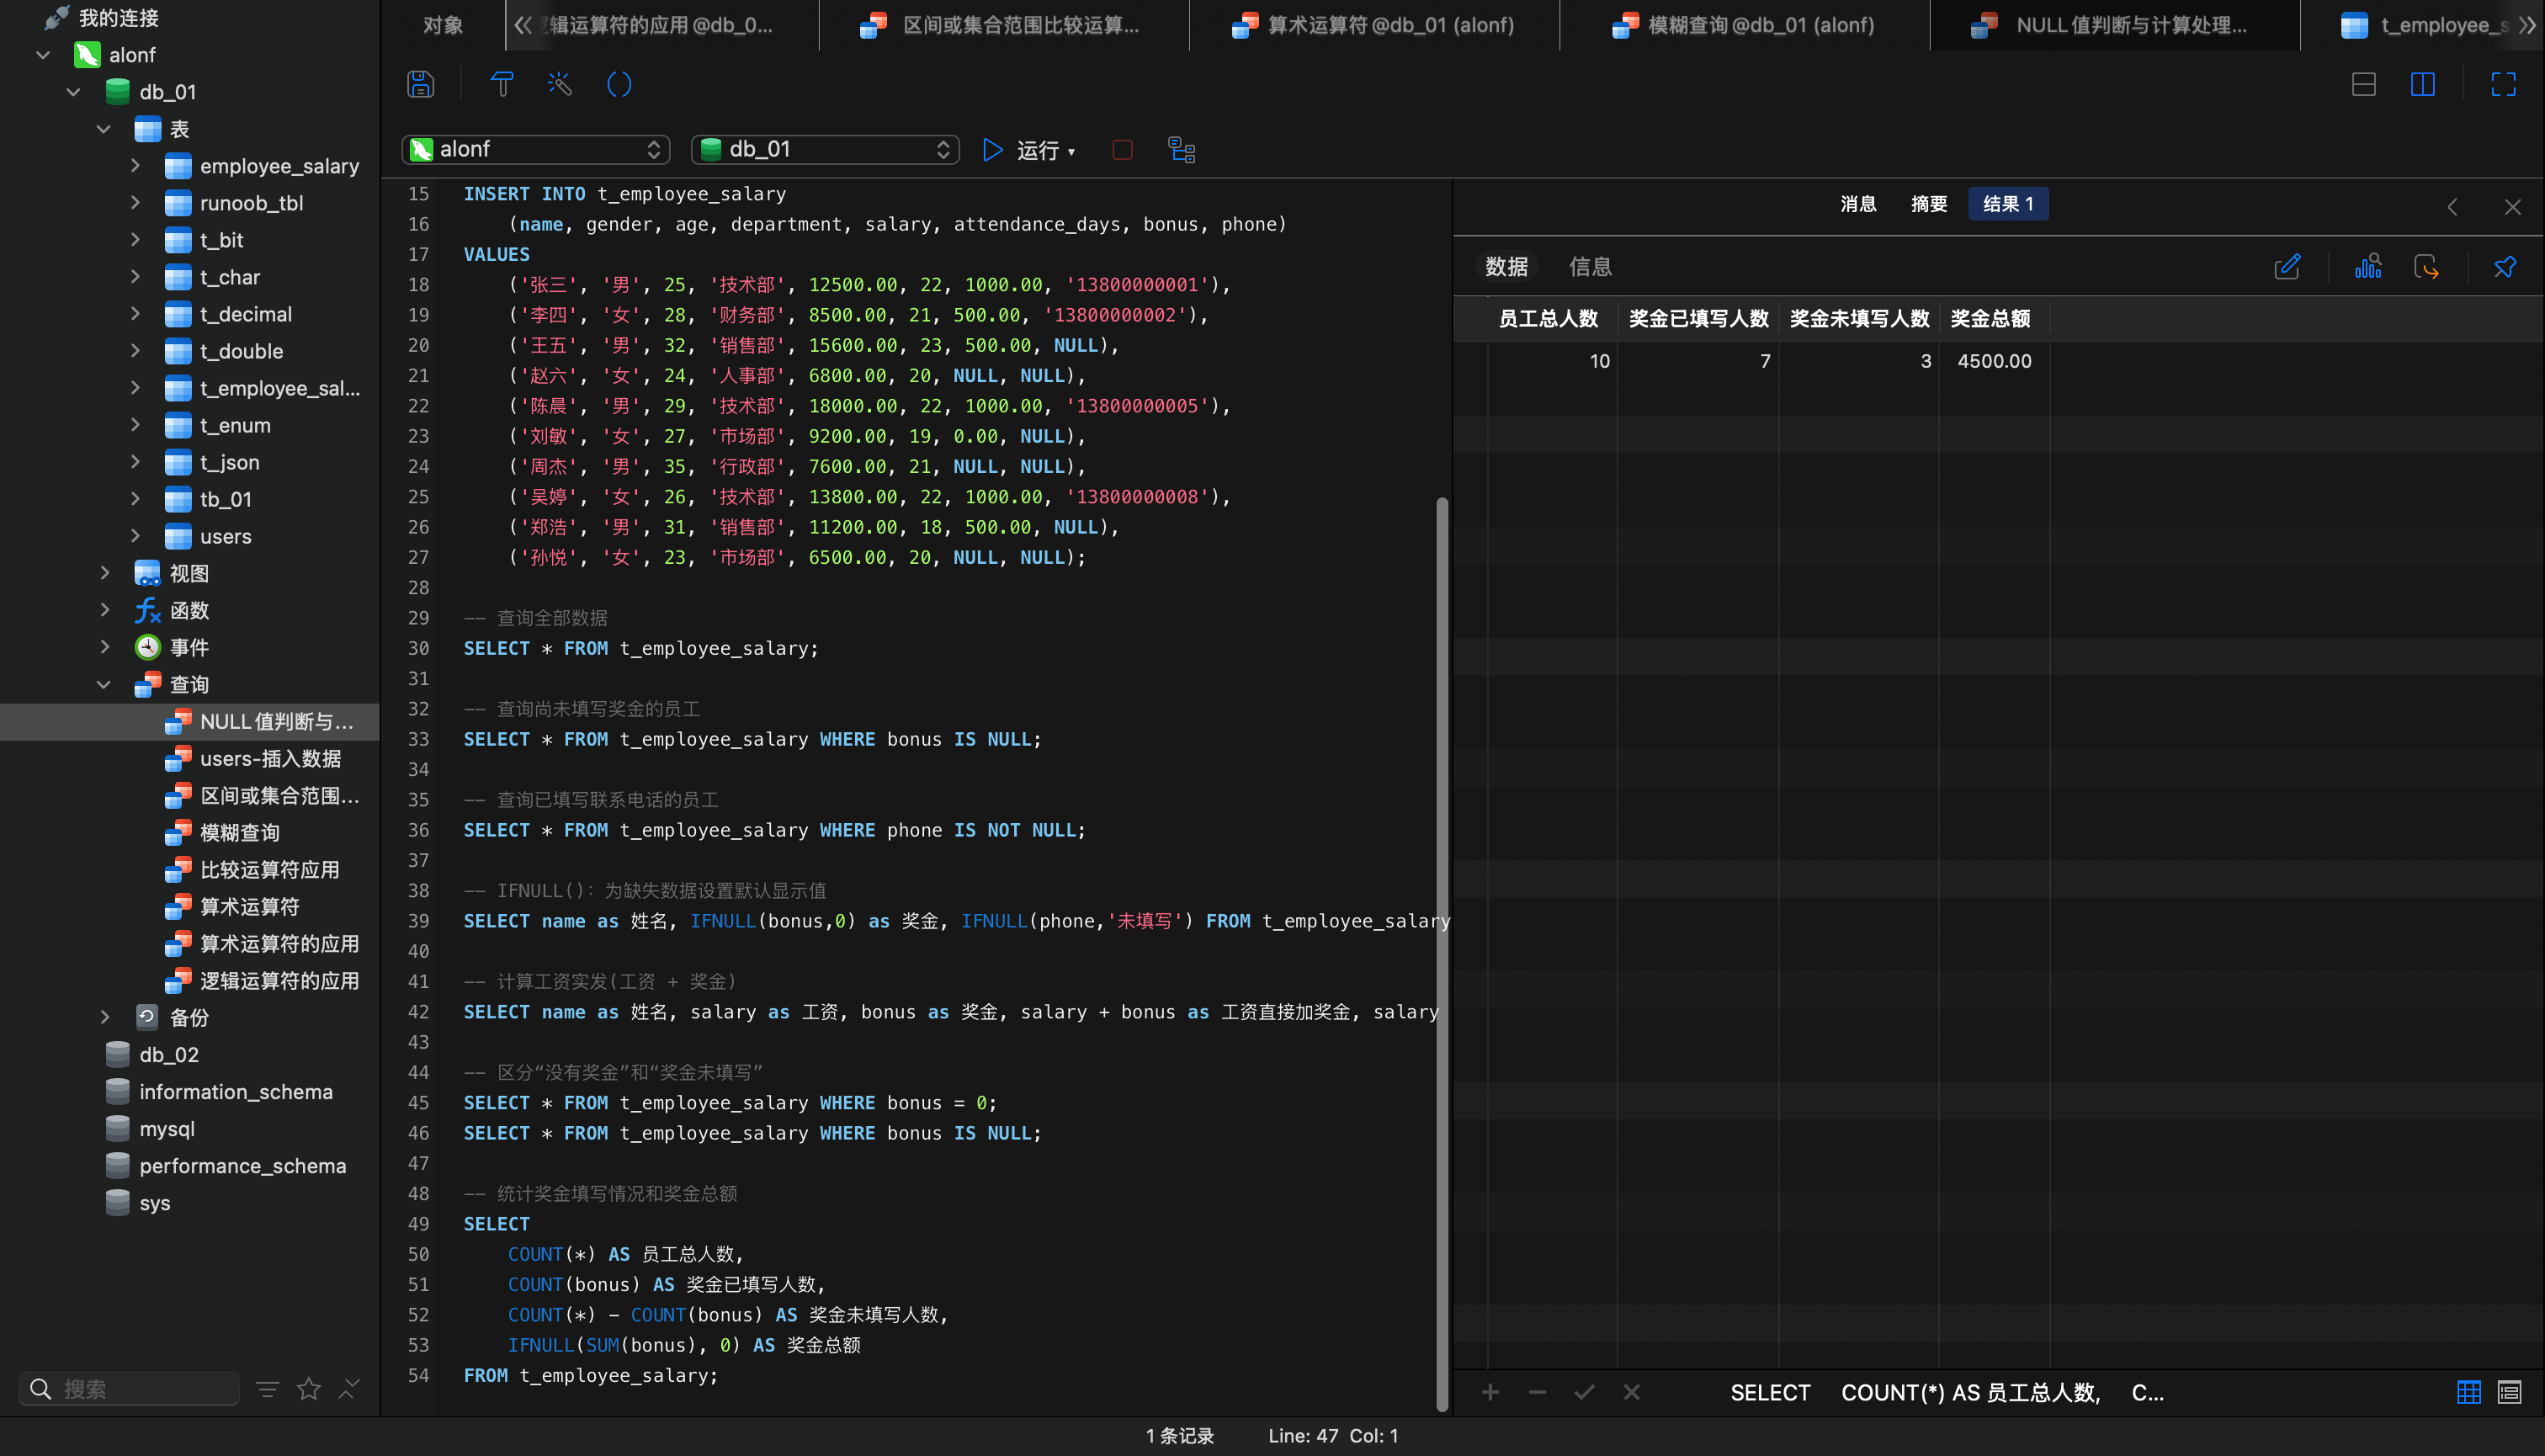 我的连接
alonf
db_01
表
employee_salary
runoob_tbl
t_bit
t_char
t_decimal
t_double
t_employee_sal...
t_enum
t_json
tb_01
users
视图
函数
事件
查询
NULL值判断与...
users-插入数据
区间或集合范围...
模糊查询
比较运算符应用
算术运算符
算术运算符的应用
逻辑运算符的应用
备份
db_02
information_schema
mysql
performance_schema
sys
搜索
对象
辑运算符的应用@db_0...
区间或集合范围比较运算...
算术运算符@db_01 (alonf)
模糊查询@db_01 (alonf)
NULL值判断与计算处理...
t_employee_s
alonf
db_01
运行
15 INSERT INTO t_employee_salary
16 (name, gender, age, department, salary, attendance_days, bonus, phone)
17 VALUES
18 ('张三', '男', 25, '技术部', 12500.00, 22, 1000.00, '13800000001'),
19 ('李四', '女', 28, '财务部', 8500.00, 21, 500.00, '13800000002'),
20 ('王五', '男', 32, '销售部', 15600.00, 23, 500.00, NULL),
21 ('赵六', '女', 24, '人事部', 6800.00, 20, NULL, NULL),
22 ('陈晨', '男', 29, '技术部', 18000.00, 22, 1000.00, '13800000005'),
23 ('刘敏', '女', 27, '市场部', 9200.00, 19, 0.00, NULL),
24 ('周杰', '男', 35, '行政部', 7600.00, 21, NULL, NULL),
25 ('吴婷', '女', 26, '技术部', 13800.00, 22, 1000.00, '13800000008'),
26 ('郑浩', '男', 31, '销售部', 11200.00, 18, 500.00, NULL),
27 ('孙悦', '女', 23, '市场部', 6500.00, 20, NULL, NULL);
28
29 -- 查询全部数据
30 SELECT * FROM t_employee_salary;
31
32 -- 查询尚未填写奖金的员工
33 SELECT * FROM t_employee_salary WHERE bonus IS NULL;
34
35 -- 查询已填写联系电话的员工
36 SELECT * FROM t_employee_salary WHERE phone IS NOT NULL;
37
38 -- IFNULL()：为缺失数据设置默认显示值
39 SELECT name as 姓名, IFNULL(bonus,0) as 奖金, IFNULL(phone,'未填写') FROM t_employee_salary
40
41 -- 计算工资实发(工资 + 奖金)
42 SELECT name as 姓名, salary as 工资, bonus as 奖金, salary + bonus as 工资直接加奖金, salary
43
44 -- 区分“没有奖金”和“奖金未填写”
45 SELECT * FROM t_employee_salary WHERE bonus = 0;
46 SELECT * FROM t_employee_salary WHERE bonus IS NULL;
47
48 -- 统计奖金填写情况和奖金总额
49 SELECT
50 COUNT(*) AS 员工总人数,
51 COUNT(bonus) AS 奖金已填写人数,
52 COUNT(*) - COUNT(bonus) AS 奖金未填写人数,
53 IFNULL(SUM(bonus), 0) AS 奖金总额
54 FROM t_employee_salary;
消息 摘要 结果 1
数据 信息
员工总人数 奖金已填写人数 奖金未填写人数 奖金总额
10 7 3 4500.00
SELECT COUNT(*) AS 员工总人数, C...
1 条记录 Line: 47 Col: 1